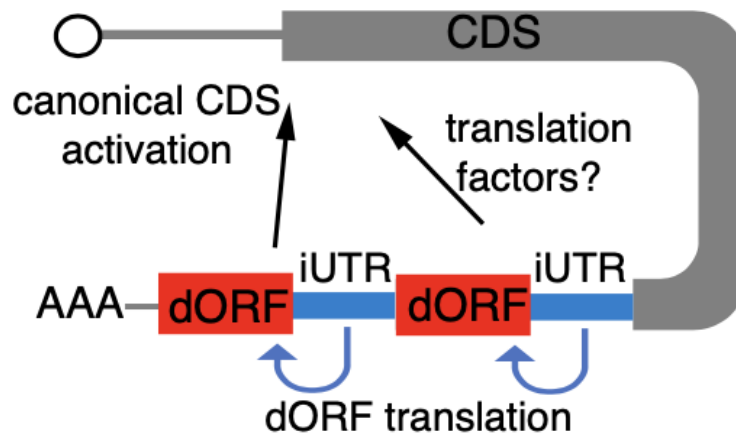 CDS
canonical CDS
activation
translation
factors?
iUTR
iUTR
AAA
dORF
dORF
dORF translation